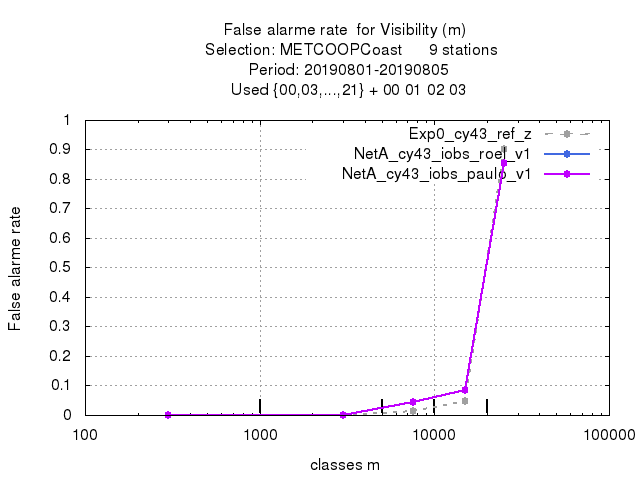 False alarme rate  for Visibility (m)
Selection: METCOOPCoast      9 stations
Period: 20190801-20190805
Used {00,03,...,21} + 00 01 02 03
Exp0_cy43_ref_z
NetA_cy43_iobs_roel_v1
NetA_cy43_iobs_paulo_v1
False alarme rate
1
0.9
0.8
0.7
0.6
0.5
0.4
0.3
0.2
0.1
0
100 1000 10000 100000
classes m